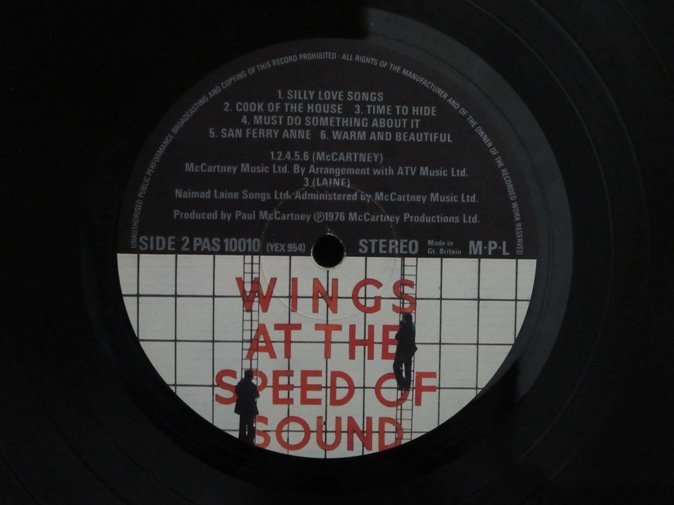 UNAUTHORISED PUBLIC PERFORMANCE BROADCASTING AND COPYING OF THIS RECORD PROHIBITED · ALL RIGHTS OF THE MANUFACTURER AND OF THE OWNER OF THE RECORDED WORK RESERVED
1. SILLY LOVE SONGS
2. COOK OF THE HOUSE 3. TIME TO HIDE
4. MUST DO SOMETHING ABOUT IT
5. SAN FERRY ANNE 6. WARM AND BEAUTIFUL
1.2.4.5.6 (McCARTNEY)
McCartney Music Ltd. By Arrangement with ATV Music Ltd.
3 (LAINE)
Naimad Laine Songs Ltd. Administered by McCartney Music Ltd.
Produced by Paul McCartney ℗1976 McCartney Productions Ltd.
SIDE 2 PAS 10010 (YEX 954) STEREO Made in Gt. Britain M·P·L
WINGS
AT THE
SPEED OF
SOUND